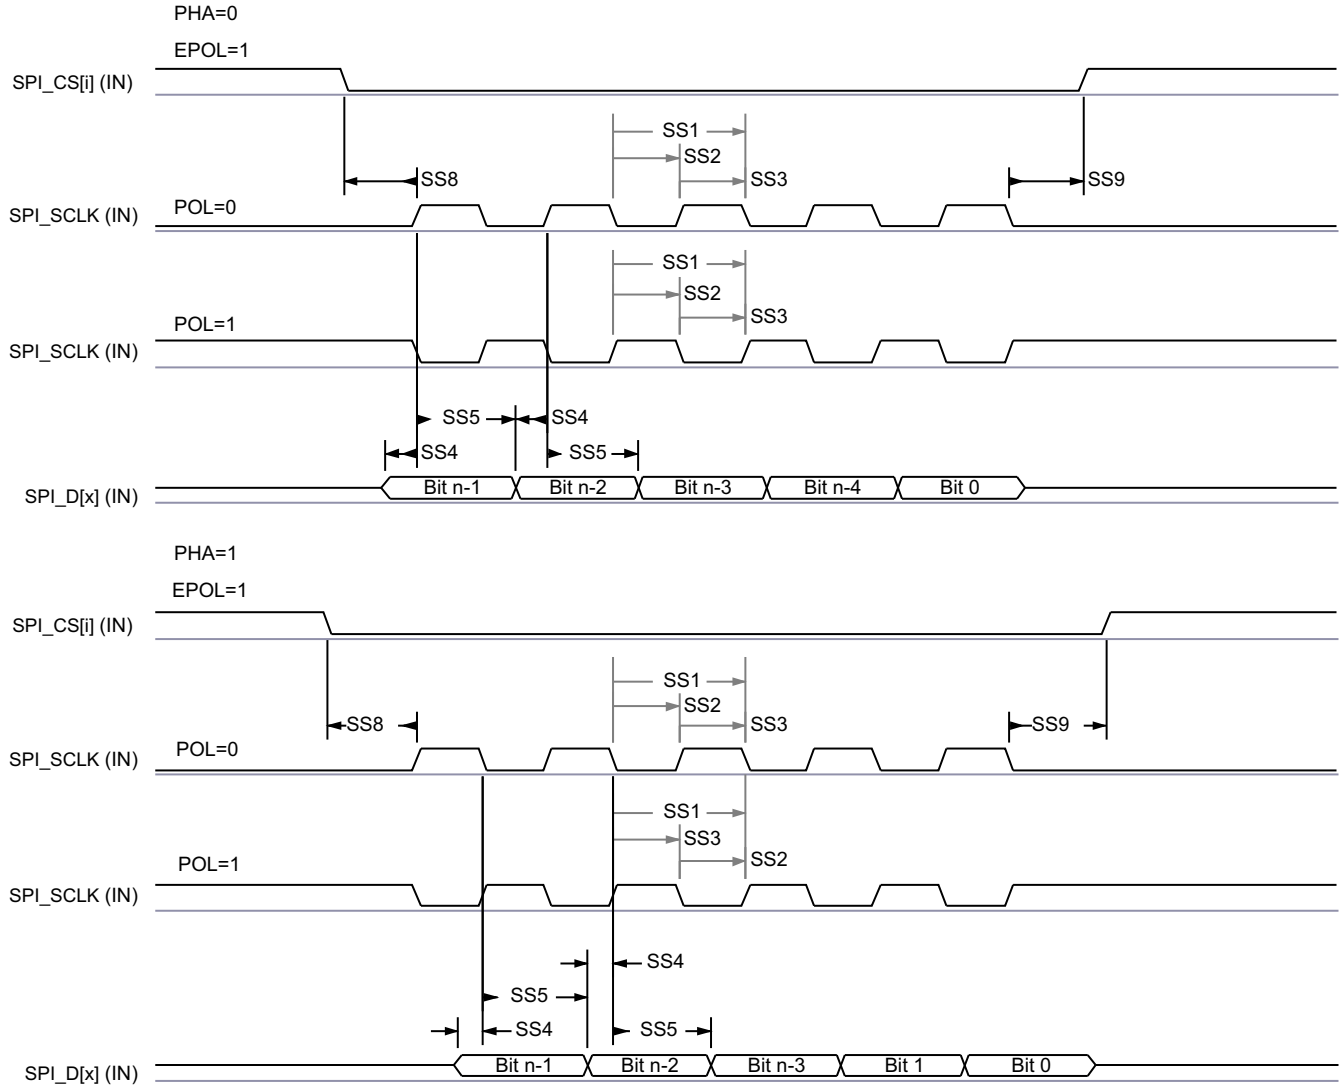 PHA=0
EPOL=1
SPI_CS[i] (IN)
SS1
SS2
SS8
SS3
SS9
SPI_SCLK (IN)
POL=0
SS1
SS2
SS3
POL=1
SPI_SCLK (IN)
SS5
SS4
SS4
SS5
SPI_D[x] (IN)
Bit n-1
Bit n-2
Bit n-3
Bit n-4
Bit 0
PHA=1
EPOL=1
SPI_CS[i] (IN)
SS1
SS2
SS8
SS3
SS9
POL=0
SPI_SCLK (IN)
SS1
SS3
SS2
POL=1
SPI_SCLK (IN)
SS4
SS5
SS4
SS5
SPI_D[x] (IN)
Bit n-1
Bit n-2
Bit n-3
Bit 1
Bit 0